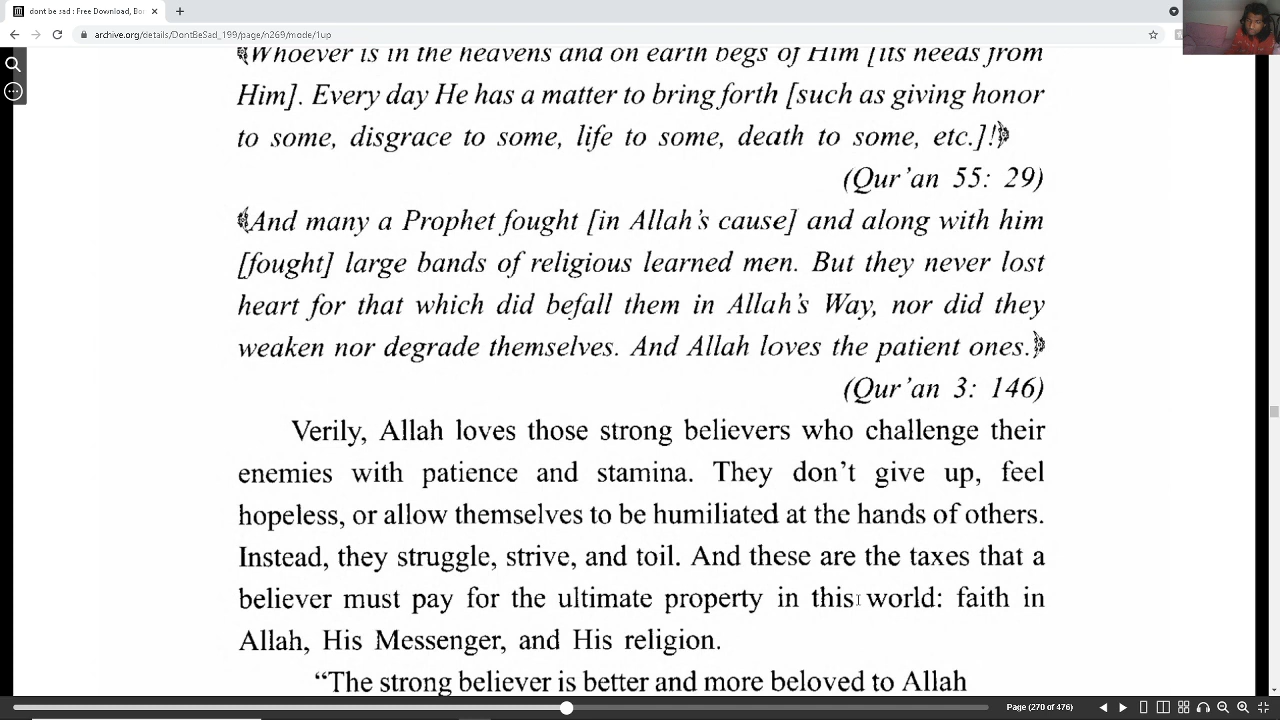 dont be sad : Free Download, Bo
archive.org/details/DontBeSad_199/page/n269/mode/1up
﴾Whoever is in the heavens and on earth begs of Him [its needs from
Him]. Every day He has a matter to bring forth [such as giving honor
to some, disgrace to some, life to some, death to some, etc.]!﴿
(Qur’an 55: 29)
﴾And many a Prophet fought [in Allah’s cause] and along with him
[fought] large bands of religious learned men. But they never lost
heart for that which did befall them in Allah’s Way, nor did they
weaken nor degrade themselves. And Allah loves the patient ones.﴿
(Qur’an 3: 146)
Verily, Allah loves those strong believers who challenge their
enemies with patience and stamina. They don’t give up, feel
hopeless, or allow themselves to be humiliated at the hands of others.
Instead, they struggle, strive, and toil. And these are the taxes that a
believer must pay for the ultimate property in this world: faith in
Allah, His Messenger, and His religion.
“The strong believer is better and more beloved to Allah
Page (270 of 476)